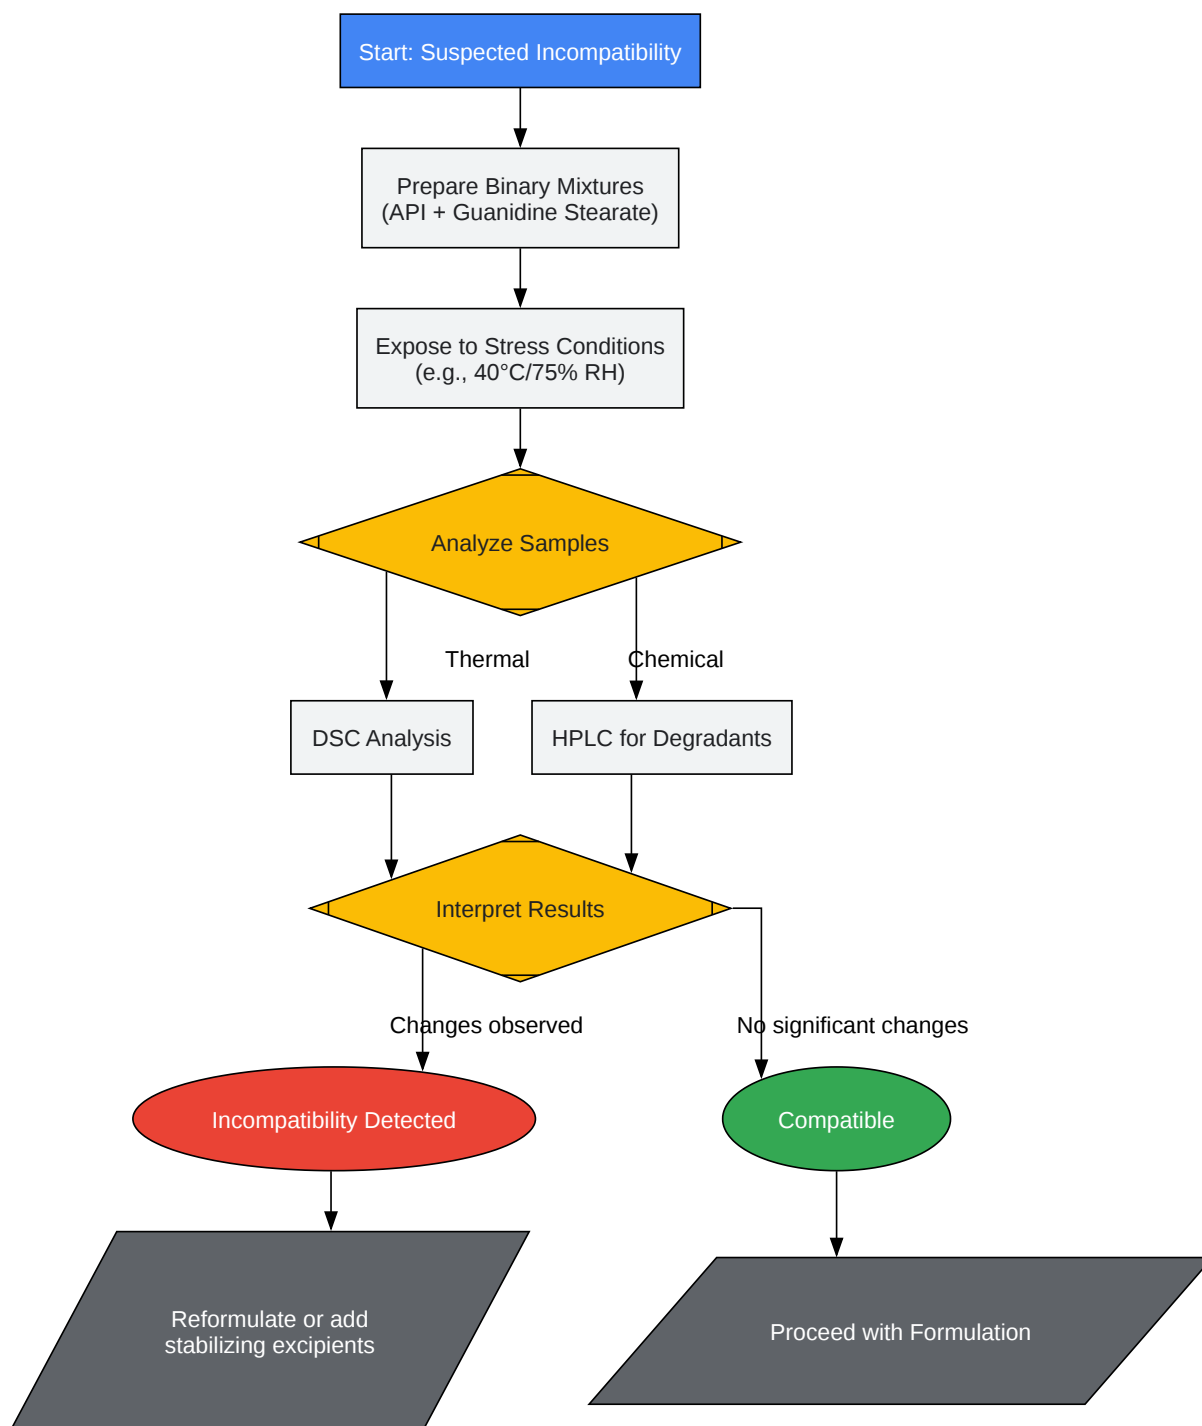 Start: Suspected Incompatibility
Prepare Binary Mixtures
(API + Guanidine Stearate)
Expose to Stress Conditions
(e.g., 40°C/75% RH)
Analyze Samples
Thermal
Chemical
DSC Analysis
HPLC for Degradants
Interpret Results
Changes observed
No significant changes
Incompatibility Detected
Compatible
Reformulate or add
stabilizing excipients
Proceed with Formulation